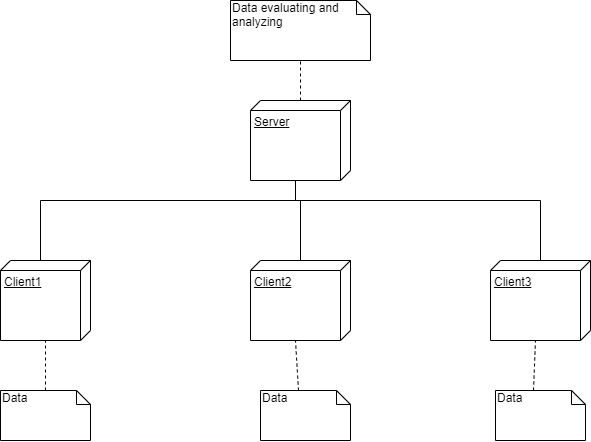 Data evaluating and
analyzing
Server
Client1
Client2
Client3
Data
Data
Data